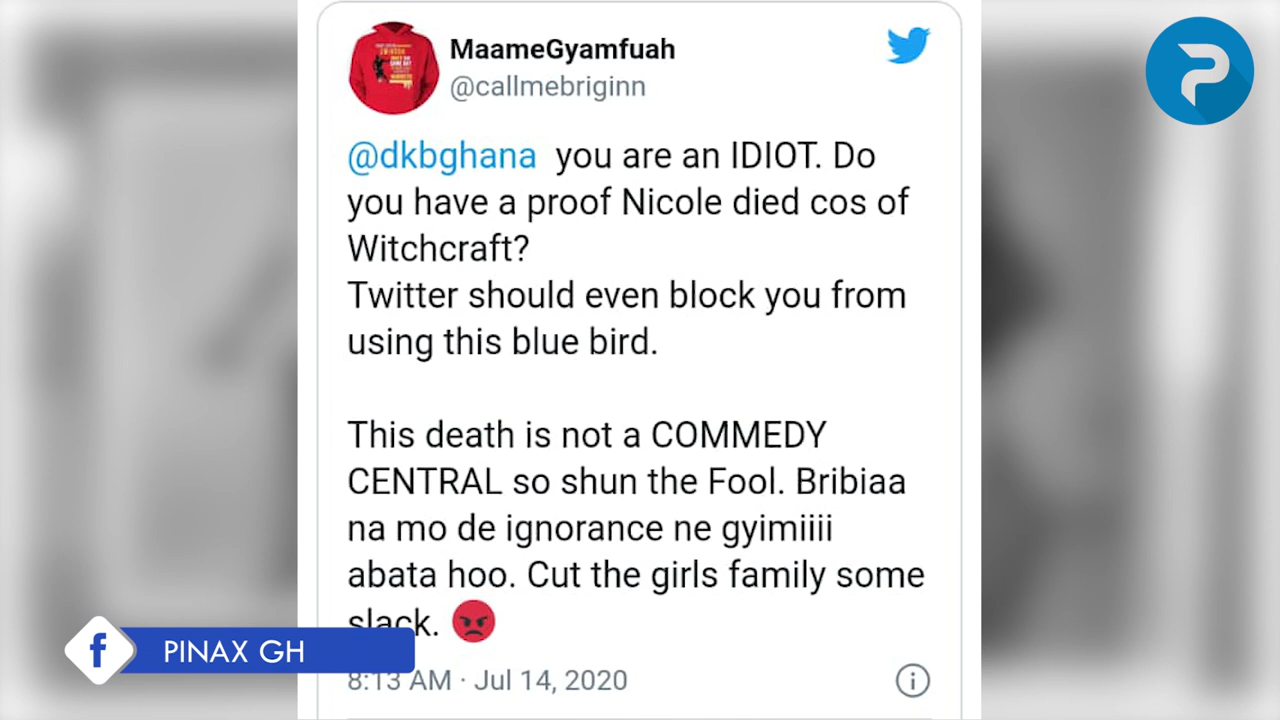 MaameGyamfuah
@callmebriginn
@dkbghana you are an IDIOT. Do
you have a proof Nicole died cos of
Witchcraft?
Twitter should even block you from
using this blue bird.
This death is not a COMMEDY
CENTRAL so shun the Fool. Bribiaa
na mo de ignorance ne gyimiiii
abata hoo. Cut the girls family some
slack.
PINAX GH
8:13 AM · Jul 14, 2020